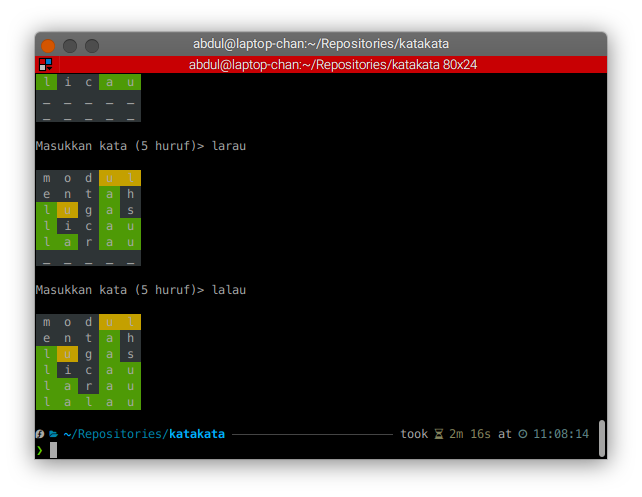 abdul@laptop-chan:~/Repositories/katakata
abdul@laptop-chan:~/Repositories/katakata 80x24
l i c a u
_ _ _ _ _
_ _ _ _ _
Masukkan kata (5 huruf)> larau
m o d u l
e n t a h
l u g a s
l i c a u
l a r a u
_ _ _ _ _
Masukkan kata (5 huruf)> lalau
m o d u l
e n t a h
l u g a s
l i c a u
l a r a u
l a l a u
~/Repositories/katakata took 2m 16s at 11:08:14
❯